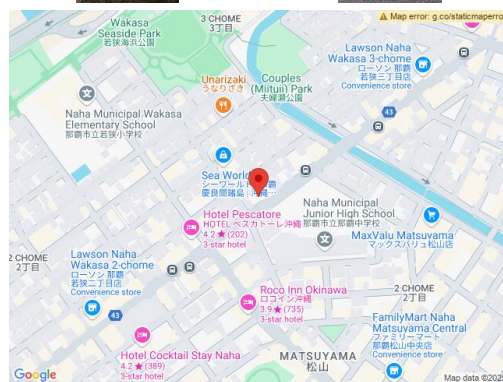 Map error: g.co/staticmaperro
Wakasa
Seaside Park
若狭海浜公園
3 CHOME
3丁目
Lawson Naha
Wakasa 3-chome
ローソン 那覇
若狭三丁目店
Convenience store
Unarizaki
うなりざき
Couples
(Miitui) Park
夫婦瀬公園
Naha Municipal Wakasa
Elementary School
那覇市立若狭小学校
43
Sea World
シーワールド
慶良間諸島
Naha Municipal
Junior High School
那覇市立那覇中学校
Hotel Pescatore
HOTEL ペスカトーレ沖縄
4.2★(202)
3-star hotel
MaxValu Matsuyama
マックスバリュ松山店
2 CHOME
2丁目
Lawson Naha
Wakasa 2-chome
ローソン 那覇
若狭二丁目店
Convenience store
Roco Inn Okinawa
ロコイン沖縄
3.9★(735)
3-star hotel
2 CHOME
2丁目
43
FamilyMart Naha
Matsuyama Central
ファミリーマート
那覇松山中央店
Convenience store
Hotel Cocktail Stay Naha
4.2★(389)
3-star hotel
MATSUYAMA
松山
Google
Map data ©202